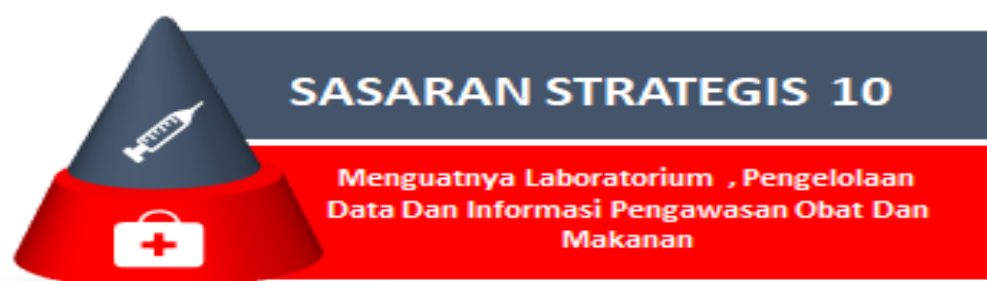 SASARAN STRATEGIS 10
Menguatnya Laboratorium , Pengelolaan
Data Dan Informasi Pengawasan Obat Dan
Makanan